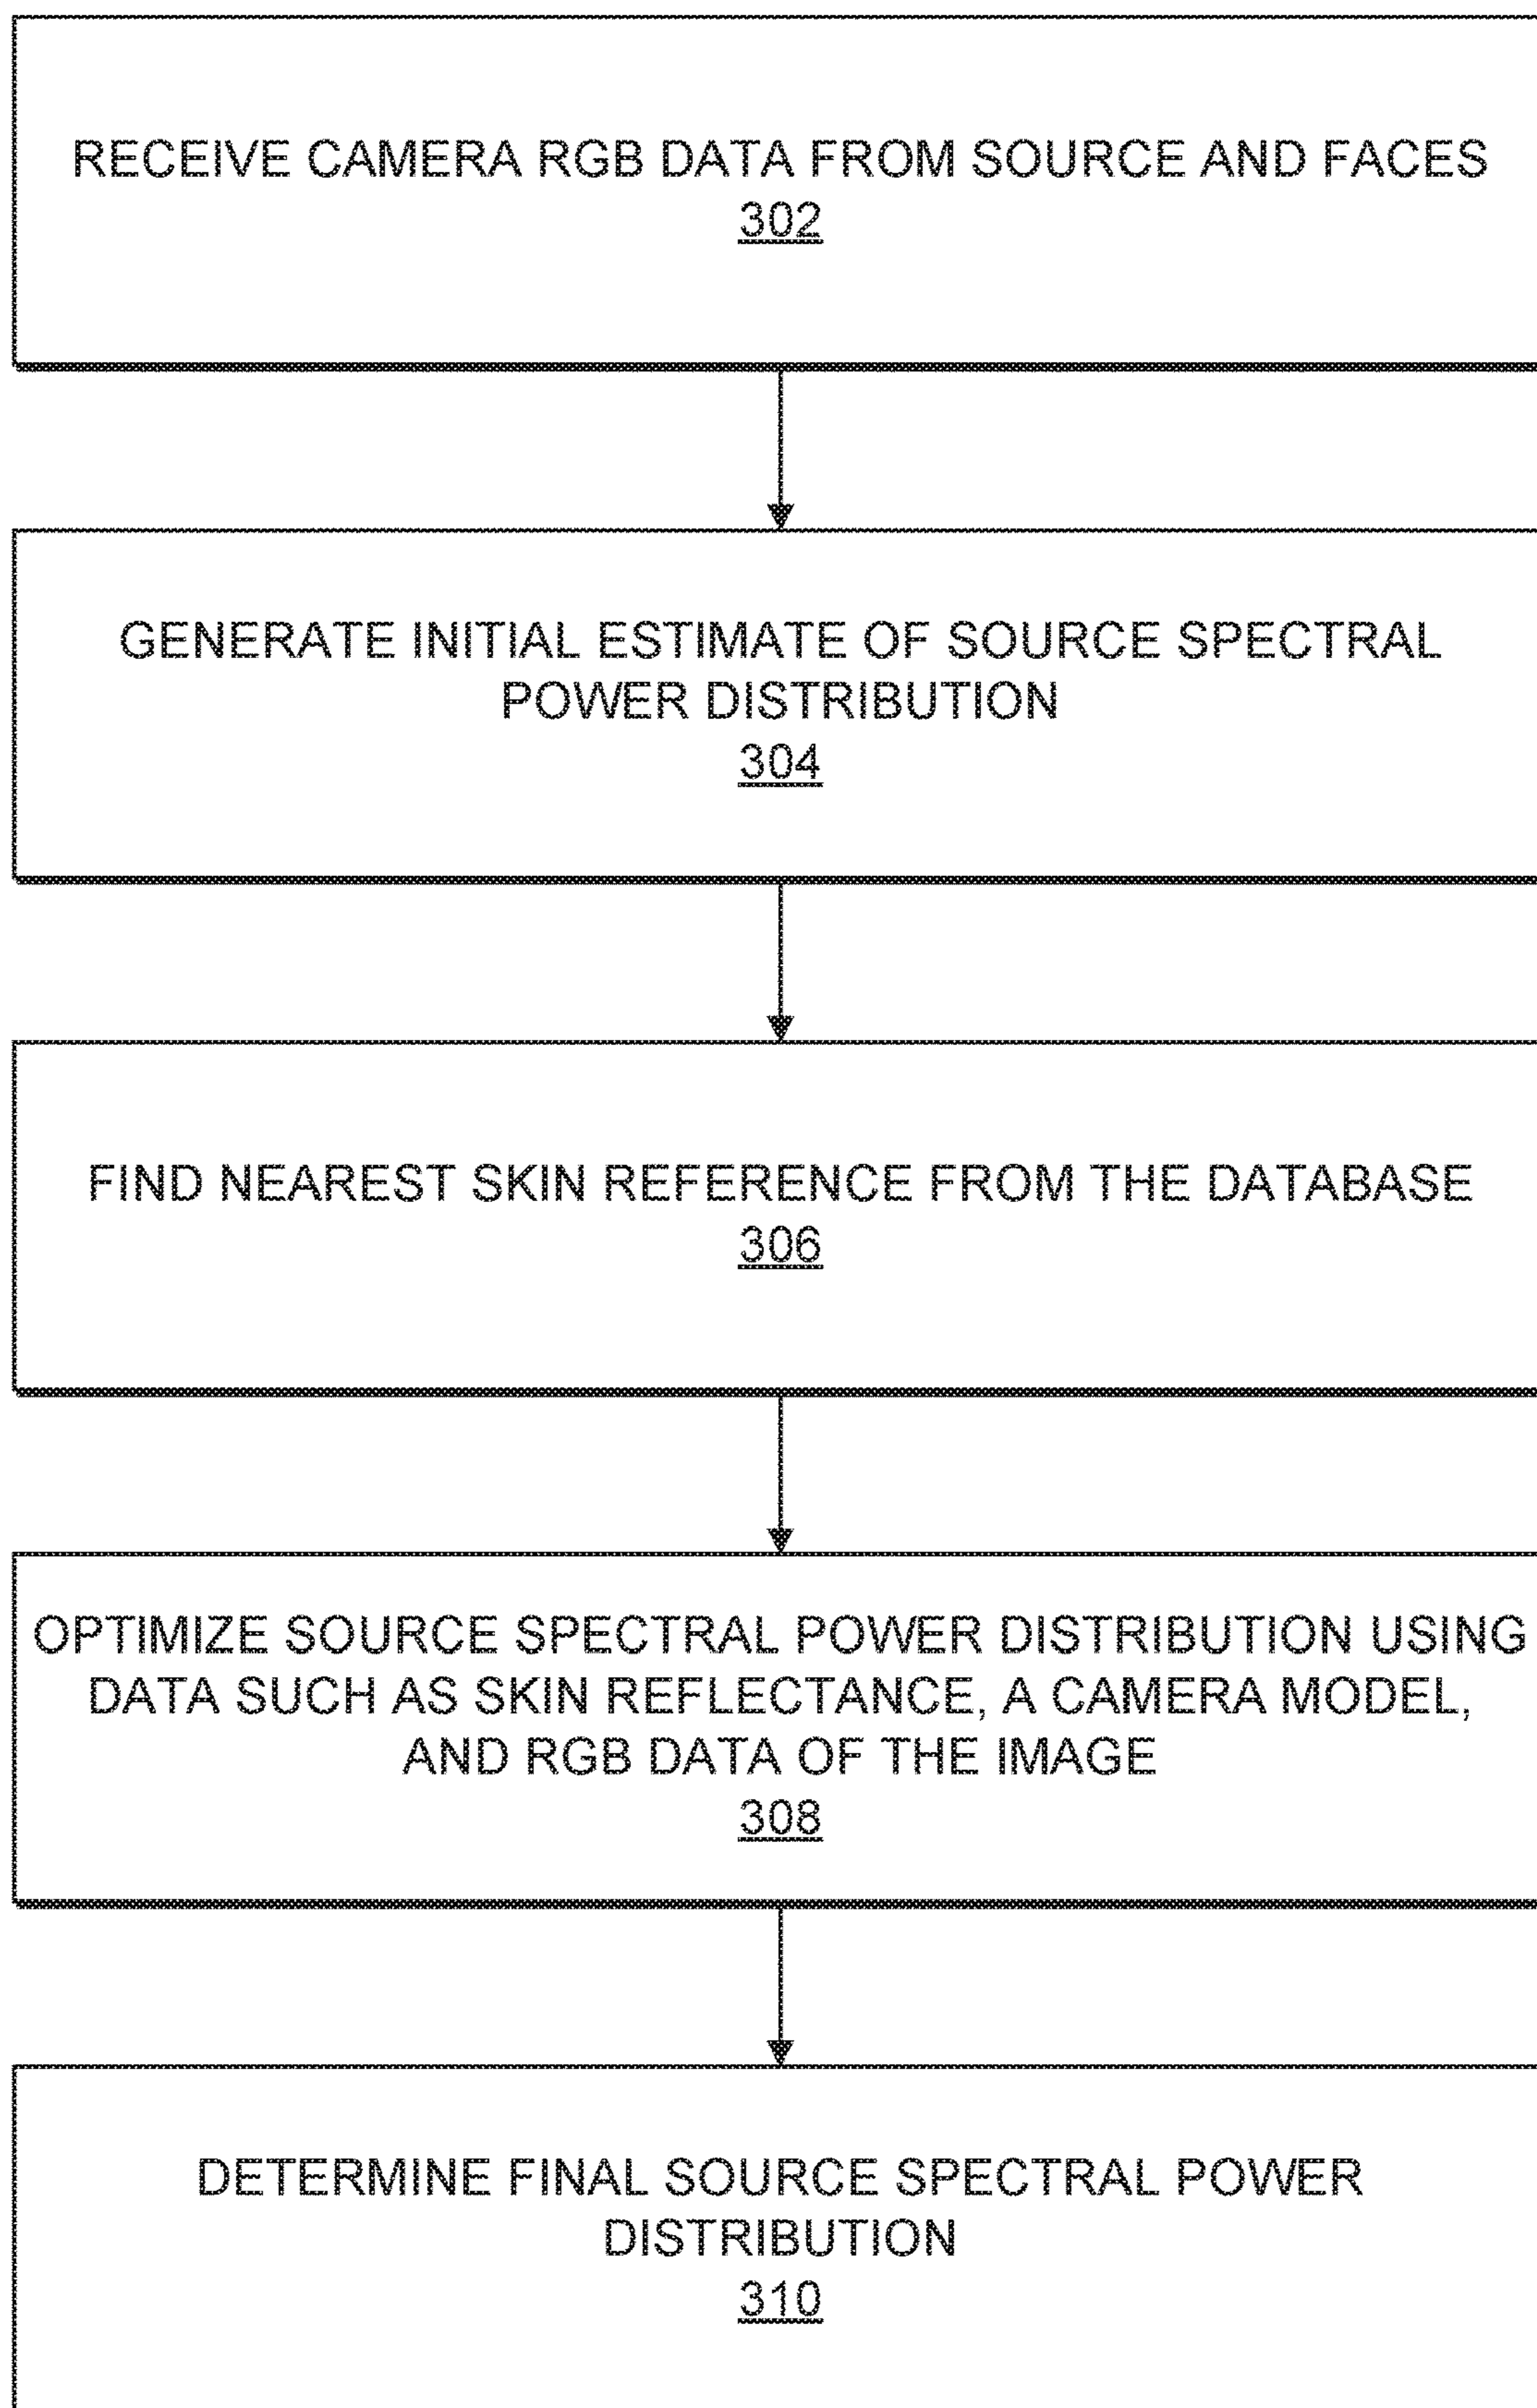 RECEIVE CAMERA RGB DATA FROM SOURCE AND FACES
302
GENERATE INITIAL ESTIMATE OF SOURCE SPECTRAL
POWER DISTRIBUTION
304
FIND NEAREST SKIN REFERENCE FROM THE DATABASE
306
OPTIMIZE SOURCE SPECTRAL POWER DISTRIBUTION USING
DATA SUCH AS SKIN REFLECTANCE, A CAMERA MODEL,
AND RGB DATA OF THE IMAGE
308
DETERMINE FINAL SOURCE SPECTRAL POWER
DISTRIBUTION
310